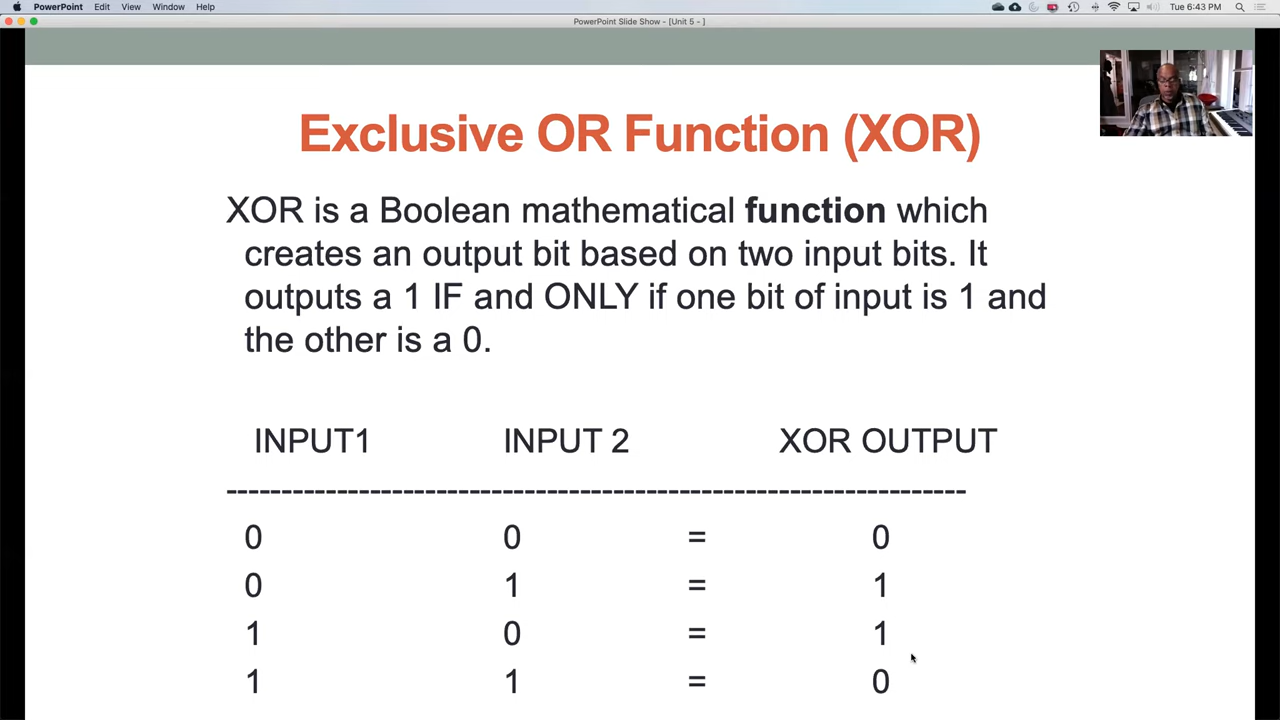 PowerPoint Edit View Window Help Tue 6:43 PM
PowerPoint Slide Show - [Unit 5 - ]
Exclusive OR Function (XOR)
XOR is a Boolean mathematical function which
creates an output bit based on two input bits. It
outputs a 1 IF and ONLY if one bit of input is 1 and
the other is a 0.
INPUT1 INPUT 2 XOR OUTPUT
--------------------------------------------------------------------
0 0 = 0
0 1 = 1
1 0 = 1
1 1 = 0